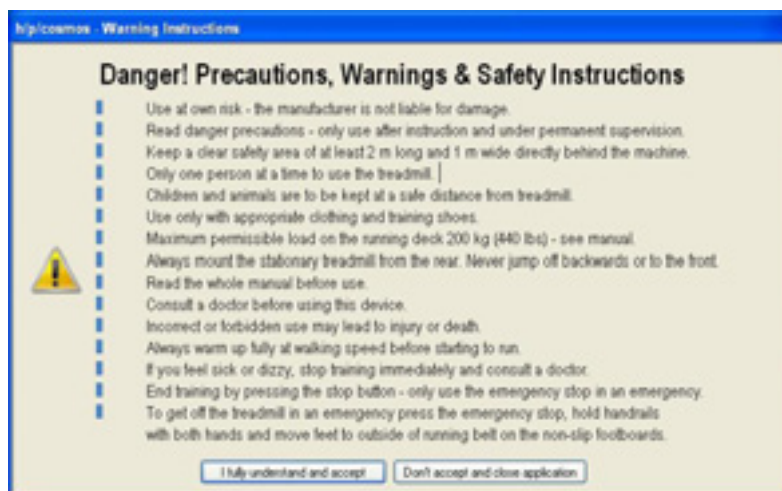 h/p/cosmos - Warning Instructions
Danger! Precautions, Warnings & Safety Instructions
Use at own risk - the manufacturer is not liable for damage.
Read danger precautions - only use after instruction and under permanent supervision.
Keep a clear safety area of at least 2 m long and 1 m wide directly behind the machine.
Only one person at a time to use the treadmill.
Children and animals are to be kept at a safe distance from treadmill.
Use only with appropriate clothing and training shoes.
Maximum permissible load on the running deck 200 kg (440 lbs) - see manual.
Always mount the stationary treadmill from the rear. Never jump off backwards or to the front.
Read the whole manual before use.
Consult a doctor before using this device.
Incorrect or forbidden use may lead to injury or death.
Always warm up fully at walking speed before starting to run.
If you feel sick or dizzy, stop training immediately and consult a doctor.
End training by pressing the stop button - only use the emergency stop in an emergency.
To get off the treadmill in an emergency press the emergency stop, hold handrails
with both hands and move feet to outside of running belt on the non-slip footboards.
I fully understand and accept
Don't accept and close application